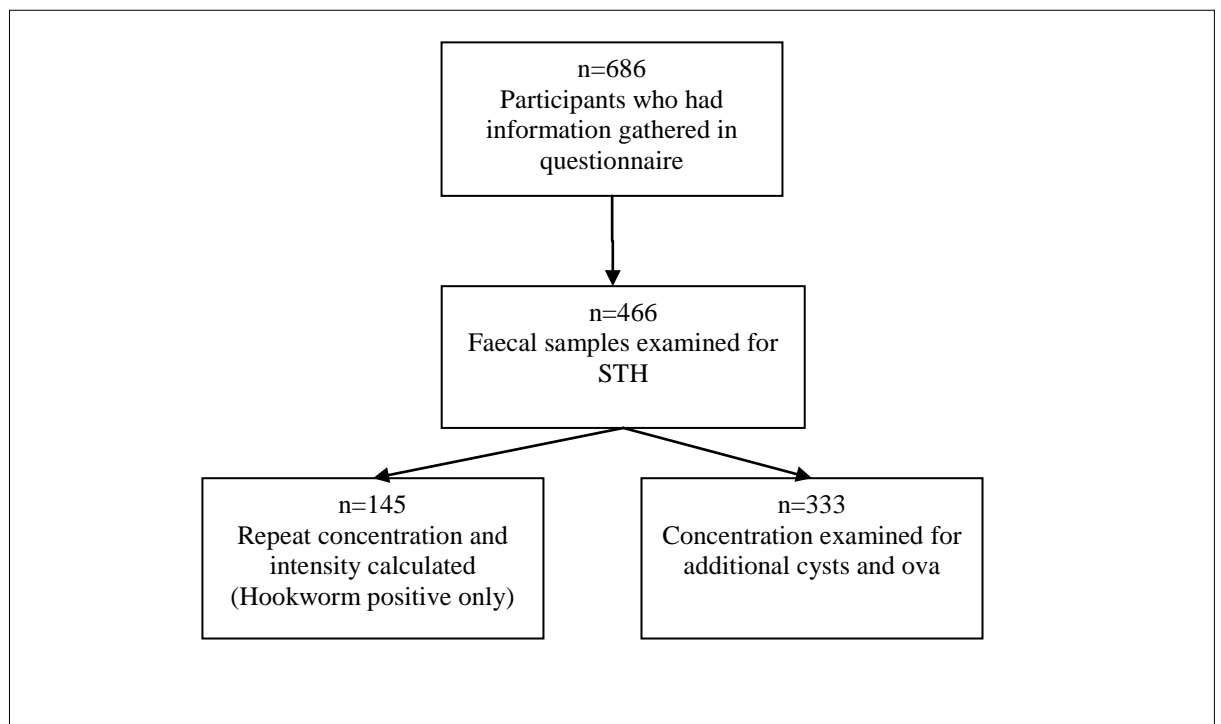 n=686
Participants who had
information gathered in
questionnaire
n=466
Faecal samples examined for
STH
n=145
Repeat concentration and
intensity calculated
(Hookworm positive only)
n=333
Concentration examined for
additional cysts and ova